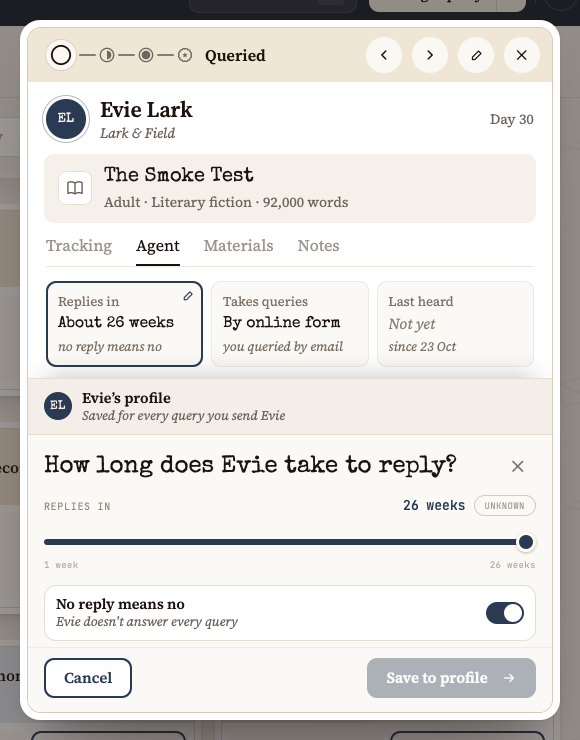 Queried
EL
Evie Lark
Lark & Field
Day 30
The Smoke Test
Adult · Literary fiction · 92,000 words
Tracking Agent Materials Notes
Replies in
About 26 weeks
no reply means no
Takes queries
By online form
you queried by email
Last heard
Not yet
since 23 Oct
EL
Evie’s profile
Saved for every query you send Evie
How long does Evie take to reply?
REPLIES IN 26 weeks UNKNOWN
1 week 26 weeks
No reply means no
Evie doesn’t answer every query
Cancel Save to profile →